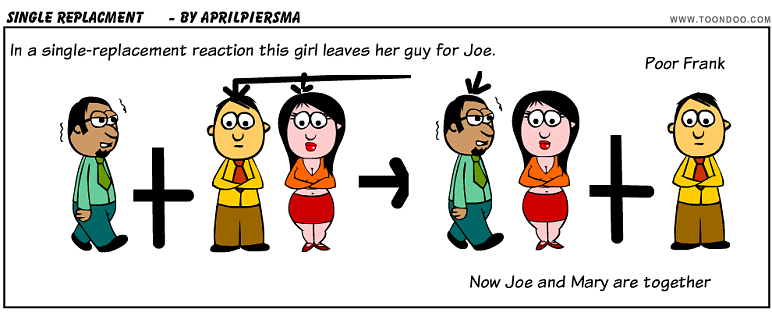 SINGLE REPLACMENT - BY APRILPIERSMA
WWW.TOONDOO.COM
In a single-replacement reaction this girl leaves her guy for Joe.
Poor Frank
Now Joe and Mary are together